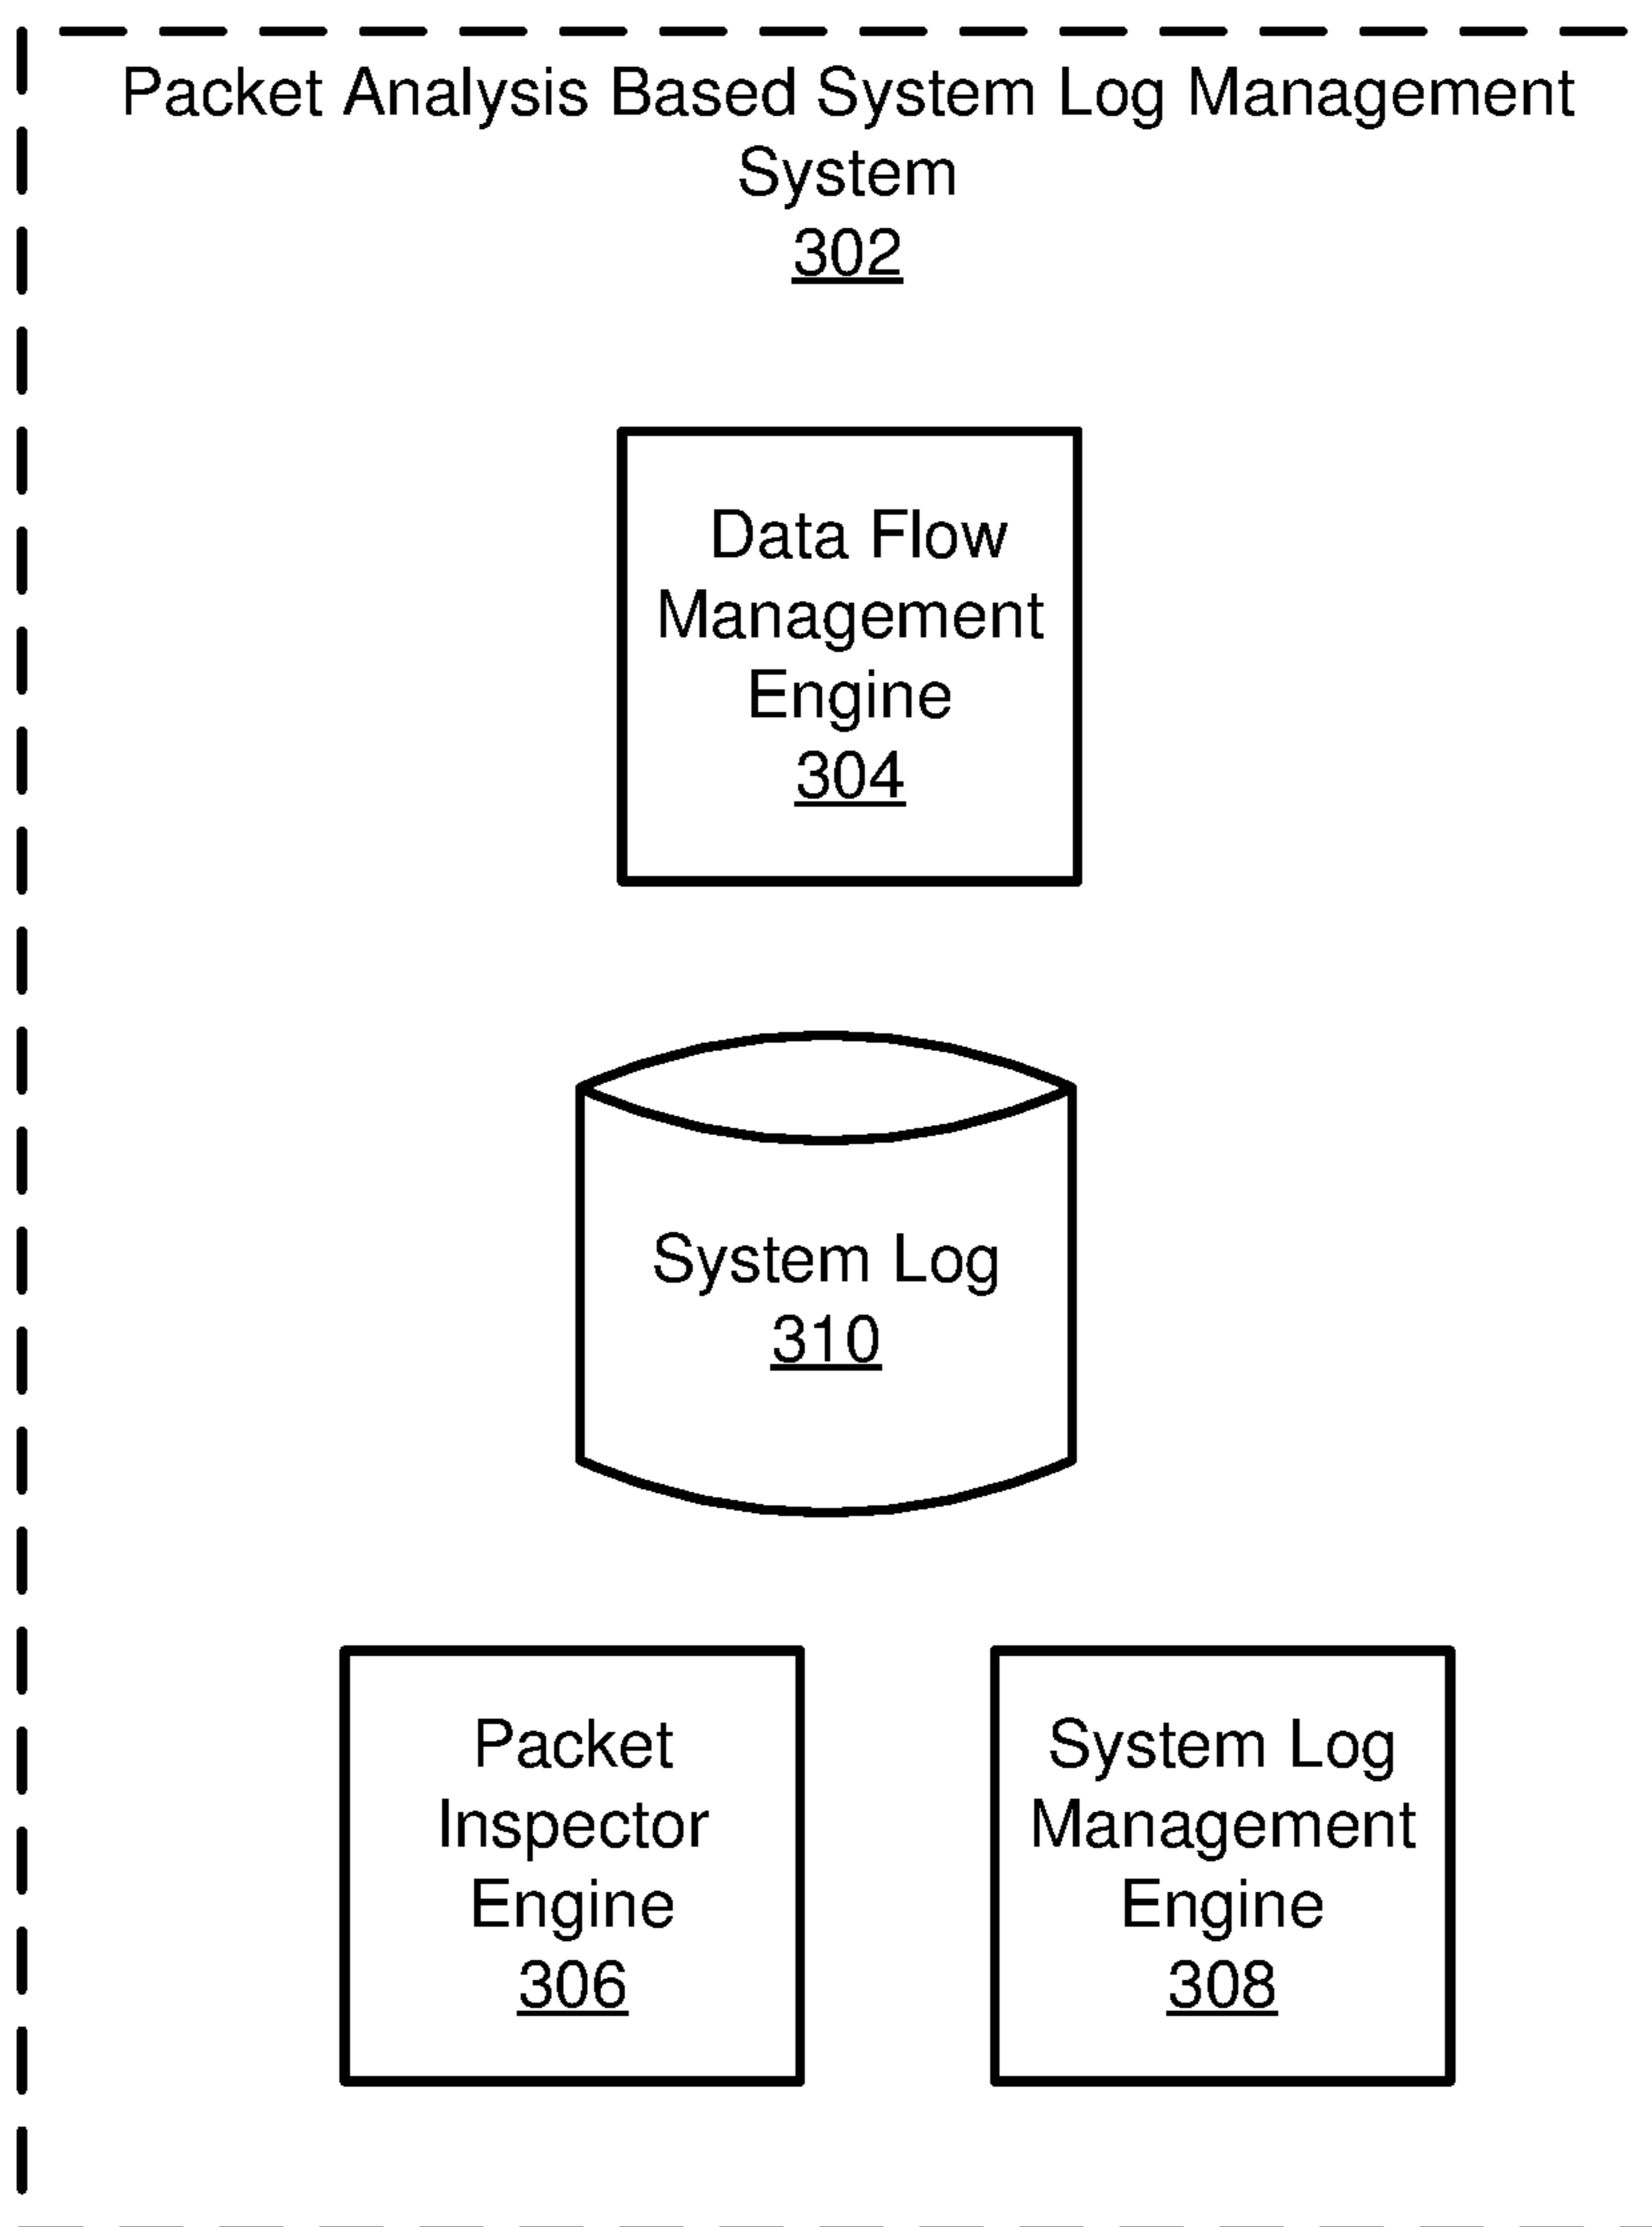 Packet Analysis Based System Log Management
System
302
Data Flow
Management
Engine
304
System Log
310
Packet
Inspector
Engine
306
System Log
Management
Engine
308